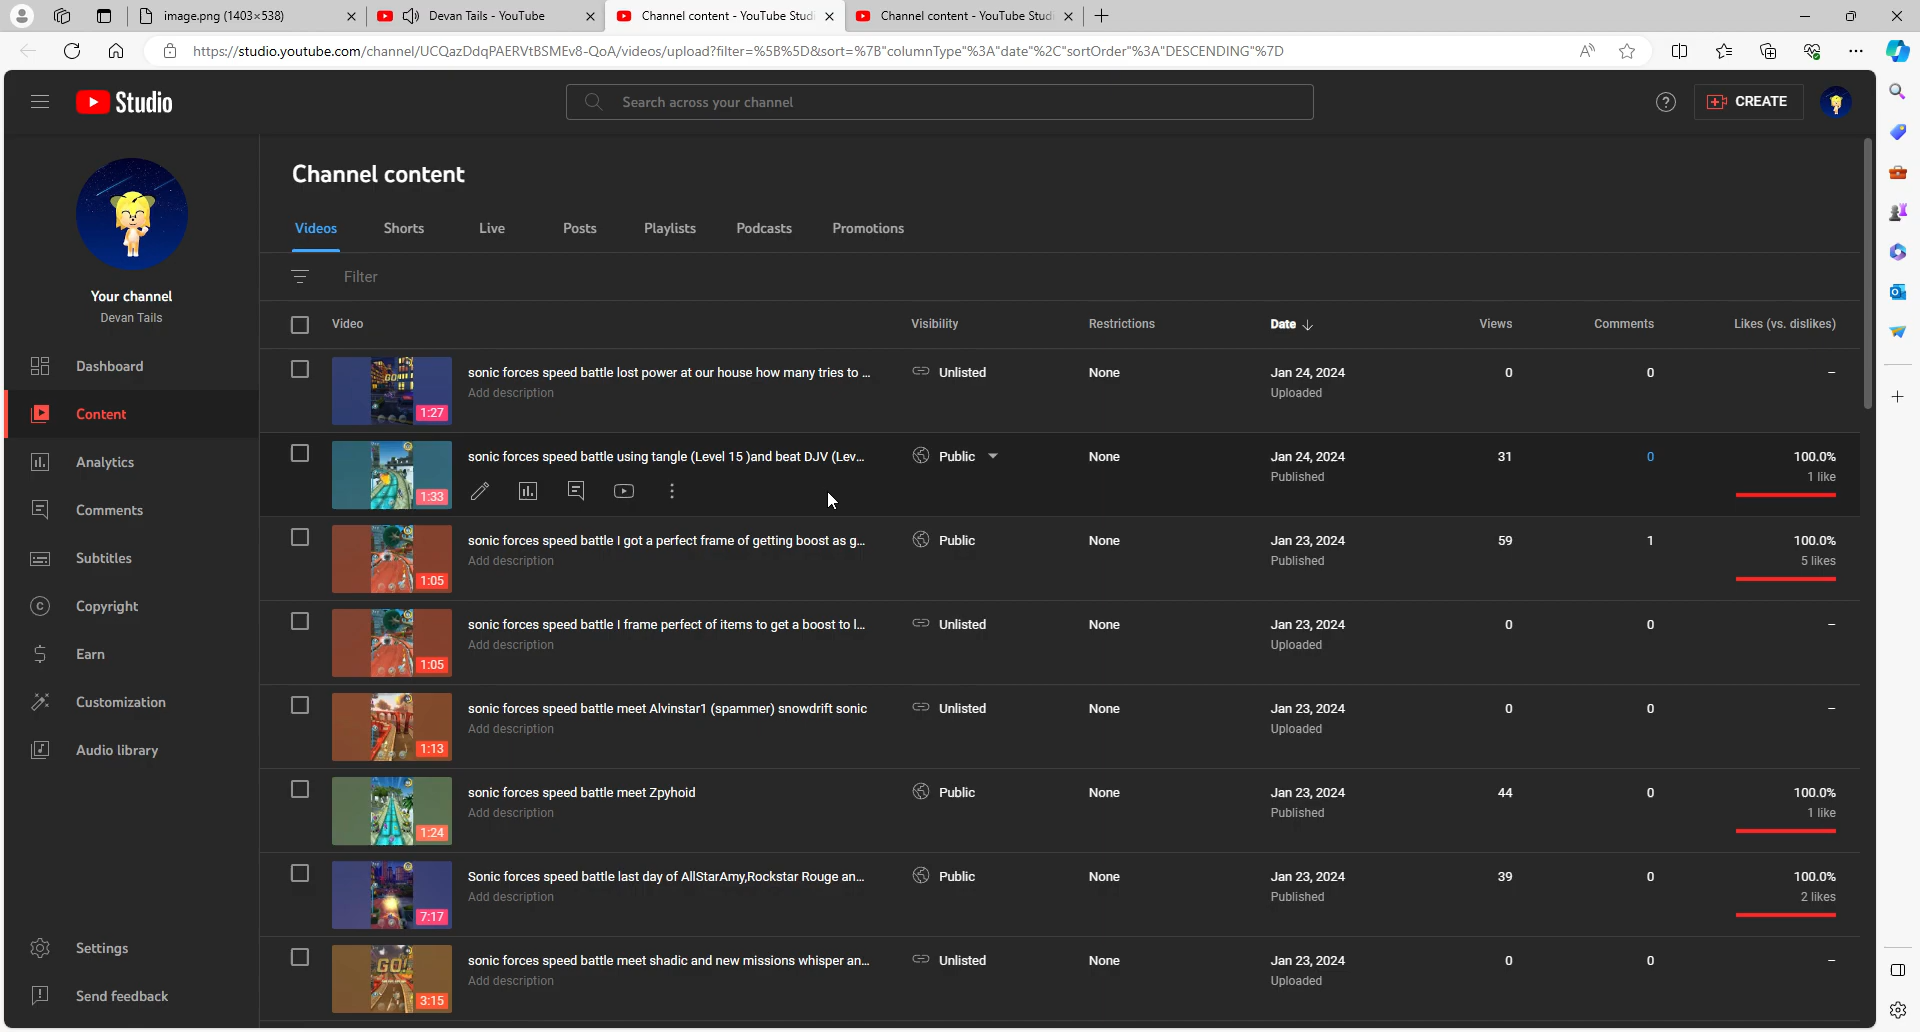 image.png (1403×538)
Devan Tails - YouTube
Channel content - YouTube Stud
Channel content - YouTube Stud
https://studio.youtube.com/channel/UCQazDdqPAERVtBSMEv8-QoA/videos/upload?filter=%5B%5D&sort=%7B"columnType"%3A"date"%2C"sortOrder"%3A"DESCENDING"%7D
Studio
Search across your channel
CREATE
Your channel
Devan Tails
Dashboard
Content
Analytics
Comments
Subtitles
Copyright
Earn
Customization
Audio library
Settings
Send feedback
Channel content
Videos Shorts Live Posts Playlists Podcasts Promotions
Filter
Video Visibility Restrictions Date Views Comments Likes (vs. dislikes)
sonic forces speed battle lost power at our house how many tries to ... Unlisted None Jan 24, 2024 0 0 –
Add description Uploaded
1:27
sonic forces speed battle using tangle (Level 15 )and beat DJV (Lev... Public None Jan 24, 2024 31 0 100.0%
Published 1 like
1:33
sonic forces speed battle I got a perfect frame of getting boost as g... Public None Jan 23, 2024 59 1 100.0%
Add description Published 5 likes
1:05
sonic forces speed battle I frame perfect of items to get a boost to l... Unlisted None Jan 23, 2024 0 0 –
Add description Uploaded
1:05
sonic forces speed battle meet Alvinstar1 (spammer) snowdrift sonic Unlisted None Jan 23, 2024 0 0 –
Add description Uploaded
1:13
sonic forces speed battle meet Zpyhoid Public None Jan 23, 2024 44 0 100.0%
Add description Published 1 like
1:24
Sonic forces speed battle last day of AllStarAmy,Rockstar Rouge an... Public None Jan 23, 2024 39 0 100.0%
Add description Published 2 likes
7:17
sonic forces speed battle meet shadic and new missions whisper an... Unlisted None Jan 23, 2024 0 0 –
GO!
Add description Uploaded
3:15